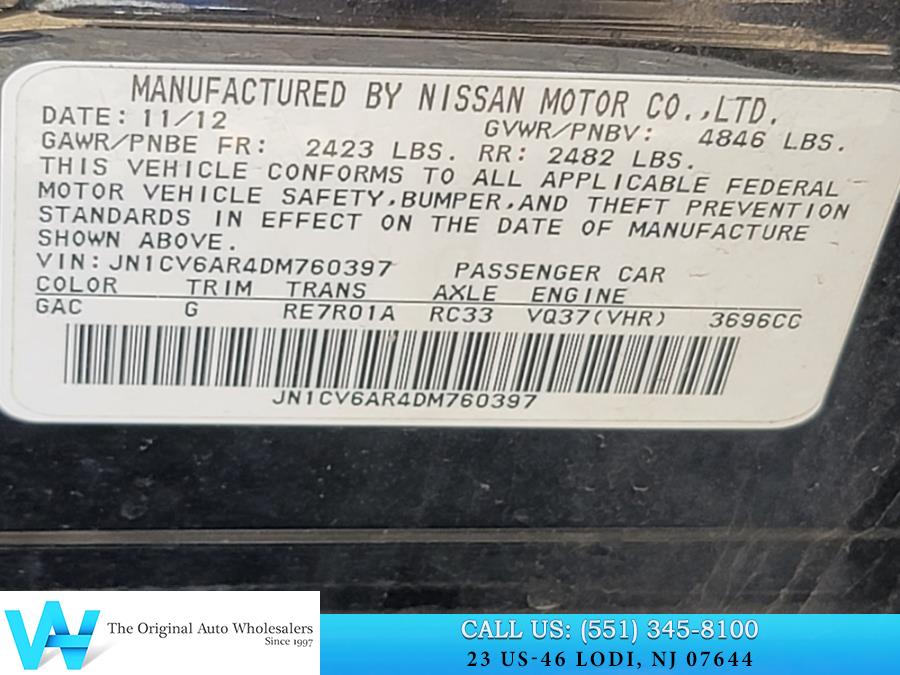 MANUFACTURED BY NISSAN MOTOR CO.,LTD.
DATE: 11/12 GVWR/PNBV: 4846 LBS.
GAWR/PNBE FR: 2423 LBS. RR: 2482 LBS.
THIS VEHICLE CONFORMS TO ALL APPLICABLE FEDERAL
MOTOR VEHICLE SAFETY,BUMPER,AND THEFT PREVENTION
STANDARDS IN EFFECT ON THE DATE OF MANUFACTURE
SHOWN ABOVE.
VIN: JN1CV6AR4DM760397 PASSENGER CAR
COLOR TRIM TRANS AXLE ENGINE
GAC G RE7R01A RC33 VQ37(VHR) 3696CC
JN1CV6AR4DM760397
The Original Auto Wholesalers
Since 1997
CALL US: (551) 345-8100
23 US-46 LODI, NJ 07644